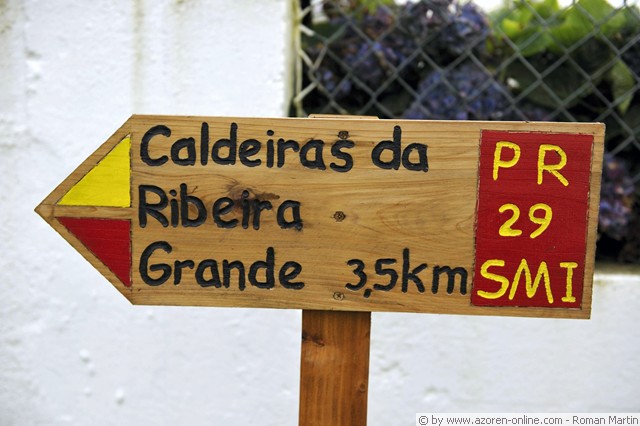 Caldeiras da
Ribeira
Grande 3,5km
PR
29
SMI
© by www.azoren-online.com - Roman Martin